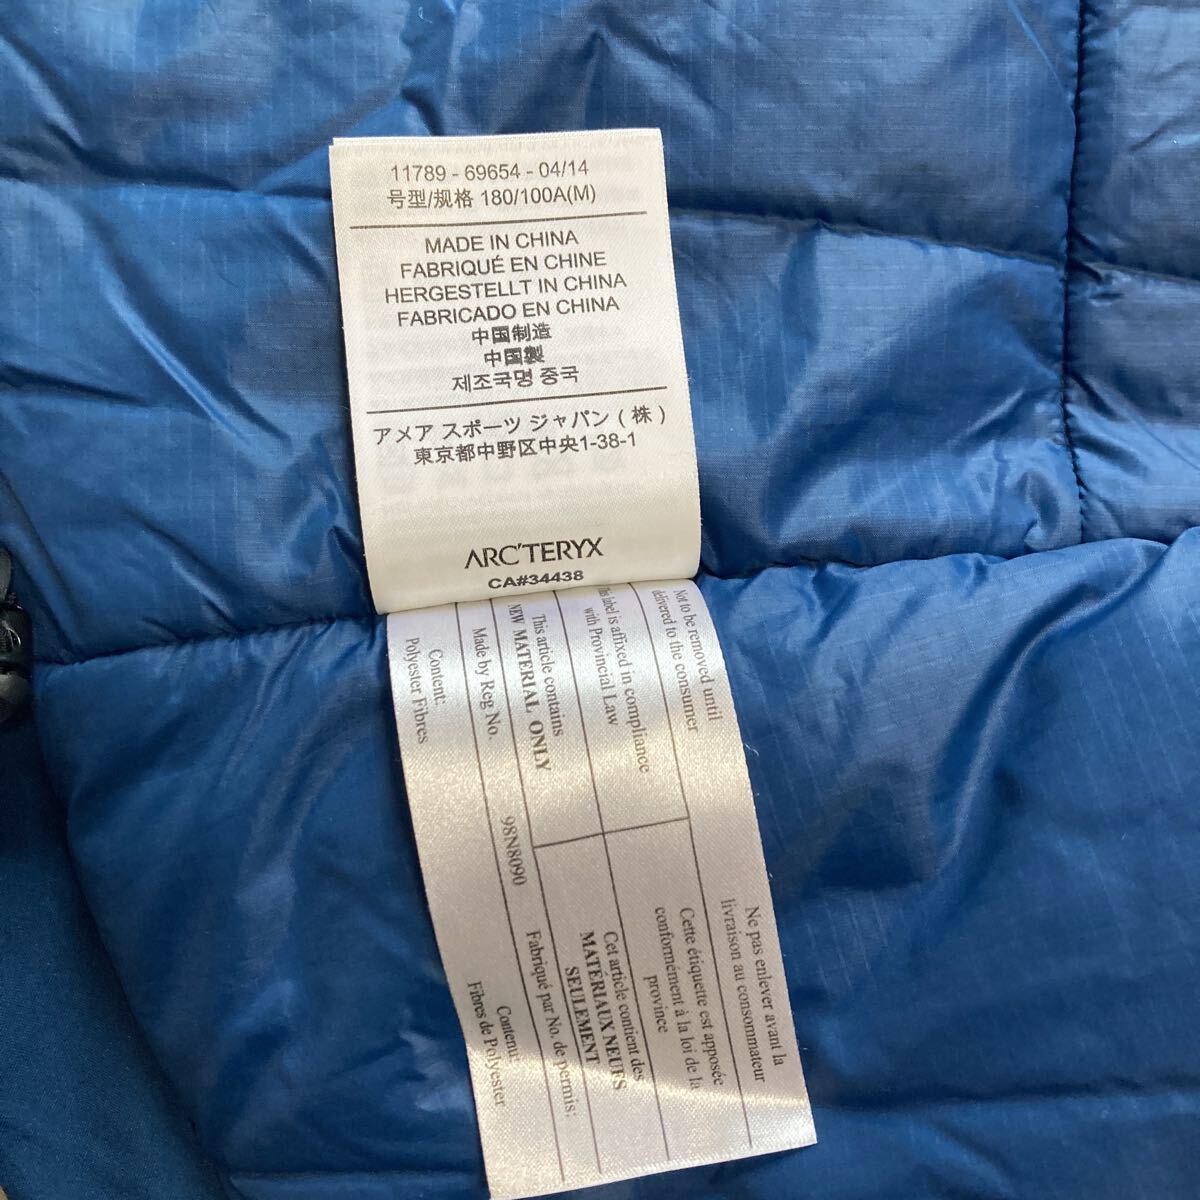 11789 - 69654 - 04/14
号型/规格 180/100A(M)
MADE IN CHINA
FABRIQUÉ EN CHINE
HERGESTELLT IN CHINA
FABRICADO EN CHINA
中国制造
中国製
제조국명 중국
アメア スポーツ ジャパン ( 株 )
東京都中野区中央1-38-1
ARC'TERYX
CA#34438
Not to be removed until
delivered to the consumer
This label is affixed in compliance
with Provincial Law
This article contains
NEW MATERIAL ONLY
Made by Reg No.
98N8090
Content:
Polyester Fibres
Ne pas enlever avant la
livraison au consommateur
Cette étiquette est apposée
conformément à la loi de la
province
Cet article contient des
MATÉRIAUX NEUFS
SEULEMENT
Fabriqué par No. de permis:
Contenu:
Fibres de Polyester